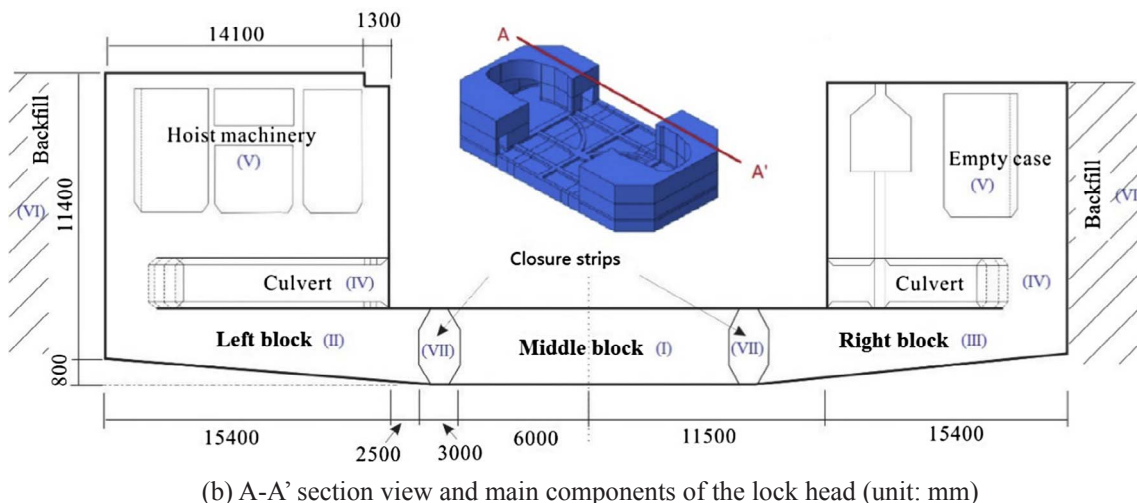 1300
14100
A
Backfill
Hoist machinery
(V)
(VI)
11400
A'
Empty case
(V)
Backfill
(VI
Closure strips
Culvert (IV)
Culvert (IV)
Left block (II)
(VII)
Middle block (I)
(VII)
Right block (III)
800
15400
2500
3000
6000
11500
15400
(b) A-A’ section view and main components of the lock head (unit: mm)